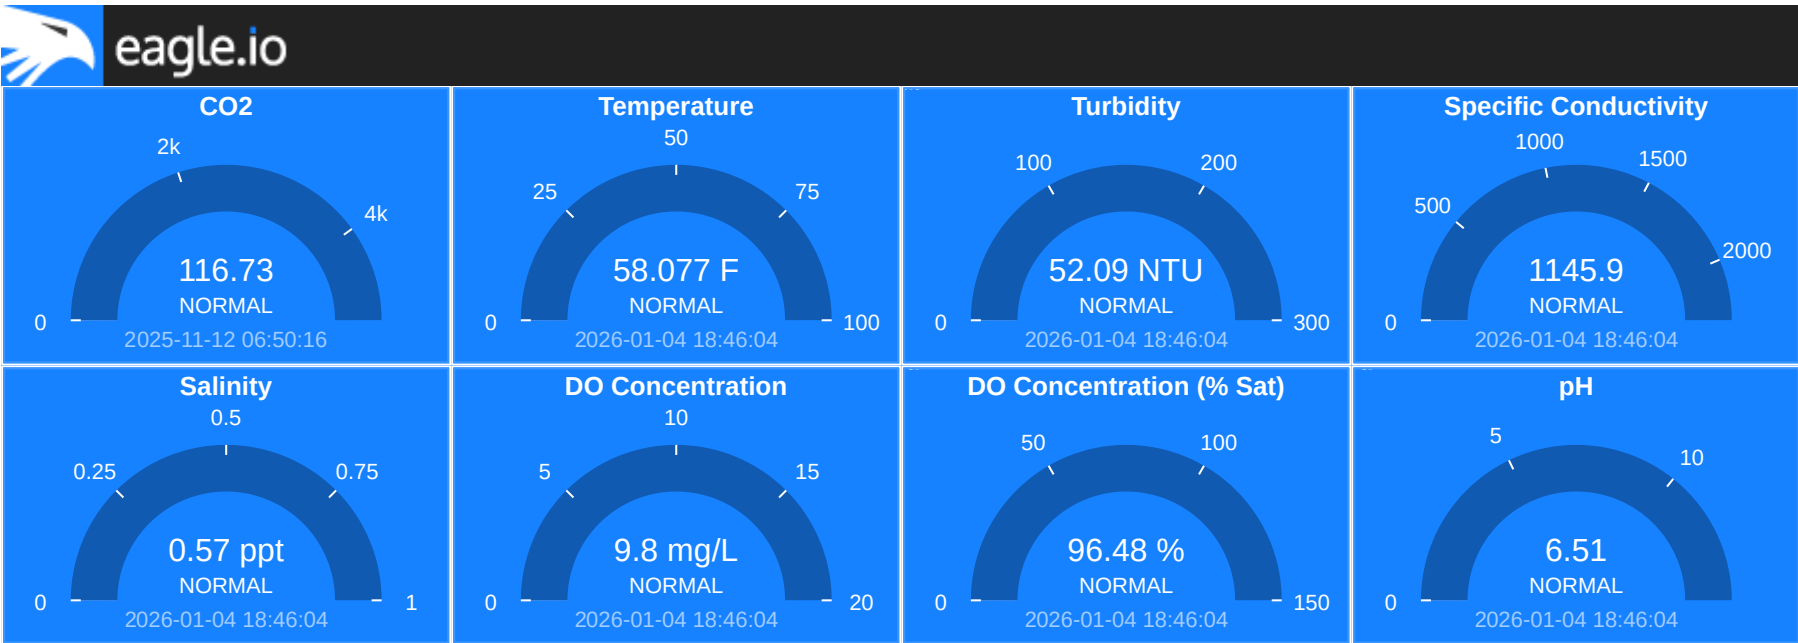 eagle.io
CO2
2k
4k
0
116.73
NORMAL
2025-11-12 06:50:16
Temperature
50
25
75
0
100
58.077 F
NORMAL
2026-01-04 18:46:04
Turbidity
100
200
0
300
52.09 NTU
NORMAL
2026-01-04 18:46:04
Specific Conductivity
1000
1500
500
2000
0
1145.9
NORMAL
2026-01-04 18:46:04
Salinity
0.5
0.25
0.75
0
1
0.57 ppt
NORMAL
2026-01-04 18:46:04
DO Concentration
10
5
15
0
20
9.8 mg/L
NORMAL
2026-01-04 18:46:04
DO Concentration (% Sat)
50
100
0
150
96.48 %
NORMAL
2026-01-04 18:46:04
pH
5
10
0
6.51
NORMAL
2026-01-04 18:46:04